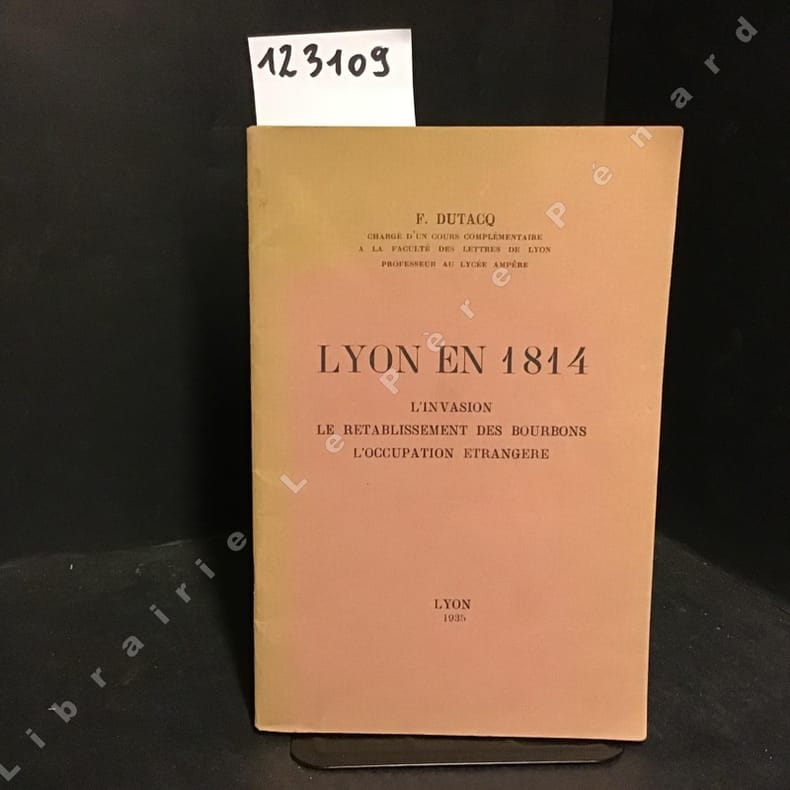 123109
F. DUTACQ
CHARGÉ D'UN COURS COMPLÉMENTAIRE
A LA FACULTÉ DES LETTRES DE LYON
PROFESSEUR AU LYCÉE AMPÈRE
LYON EN 1814
L'INVASION
LE RETABLISSEMENT DES BOURBONS
L'OCCUPATION ETRANGERE
LYON
1935
Librairie Le Père Pénard